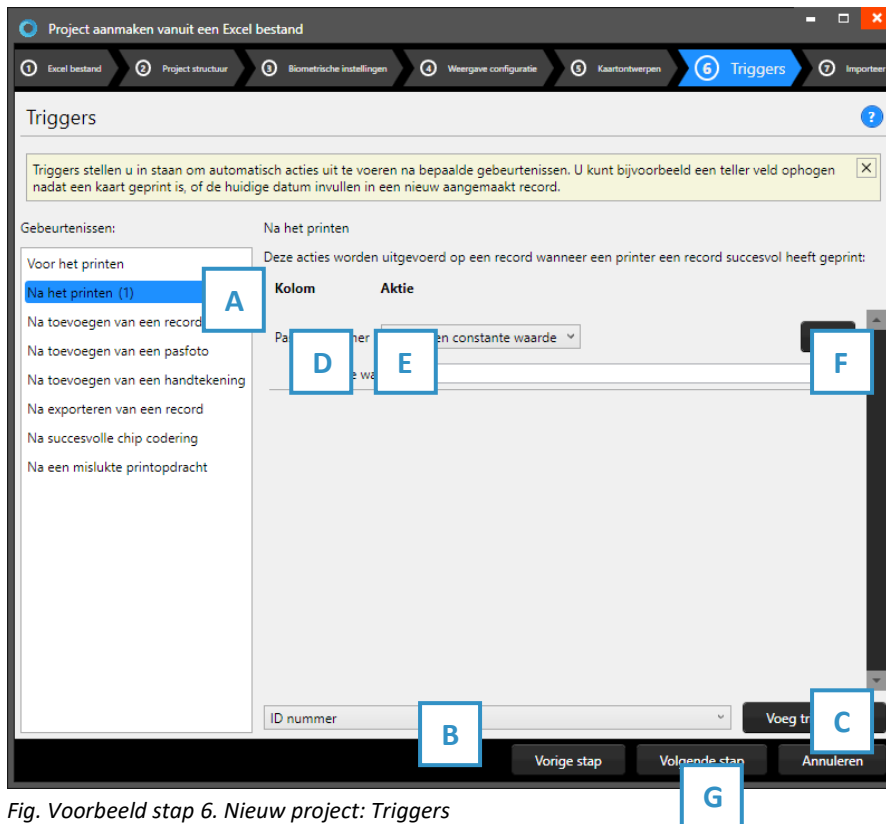 Project aanmaken vanuit een Excel bestand
1 Excel bestand 2 Project structuur 3 Biometrische instellingen 4 Weergave configuratie 5 Kaartontwerpen 6 Triggers 7 Importeer
Triggers ?
Triggers stellen u in staan om automatisch acties uit te voeren na bepaalde gebeurtenissen. U kunt bijvoorbeeld een teller veld ophogen
nadat een kaart geprint is, of de huidige datum invullen in een nieuw aangemaakt record.
Gebeurtenissen:
Voor het printen
Na het printen (1)
A
Na toevoegen van een record
Na toevoegen van een pasfoto
Na toevoegen van een handtekening
Na exporteren van een record
Na succesvolle chip codering
Na een mislukte printopdracht
Na het printen
Deze acties worden uitgevoerd op een record wanneer een printer een record succesvol heeft geprint:
Kolom Aktie
en constante waarde
D E F
ID nummer
B
Voeg
C
Vorige stap Volgende stap Annuleren
G
Fig. Voorbeeld stap 6. Nieuw project: Triggers